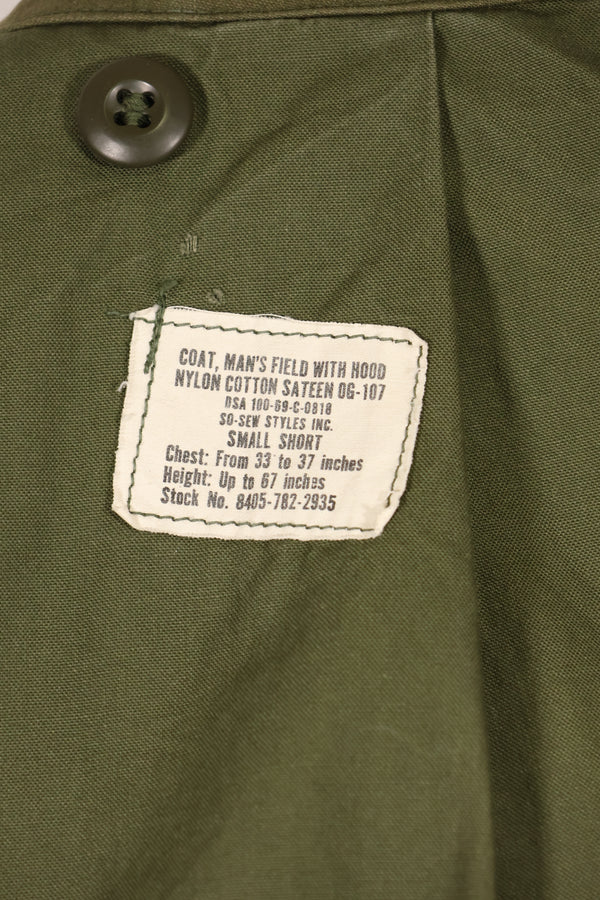 COAT, MAN'S FIELD WITH HOOD
NYLON COTTON SATEEN OG-107
DSA 100-69-C-0818
SO-SEW STYLES INC.
SMALL SHORT
Chest: From 33 to 37 inches
Height: Up to 67 inches
Stock No. 8405-782-2935